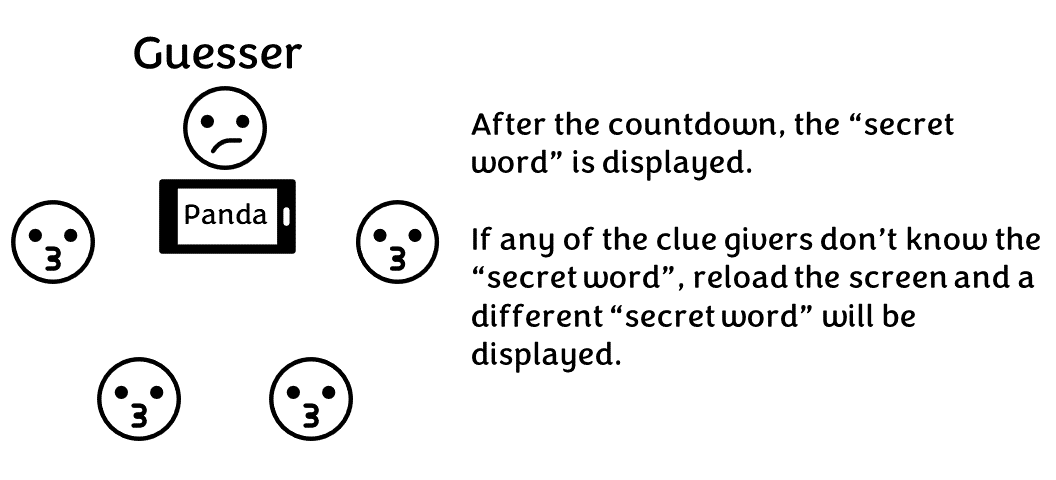 Guesser
Panda
After the countdown, the “secret
word” is displayed.
If any of the clue givers don’t know the
“secret word”, reload the screen and a
different “secret word” will be
displayed.